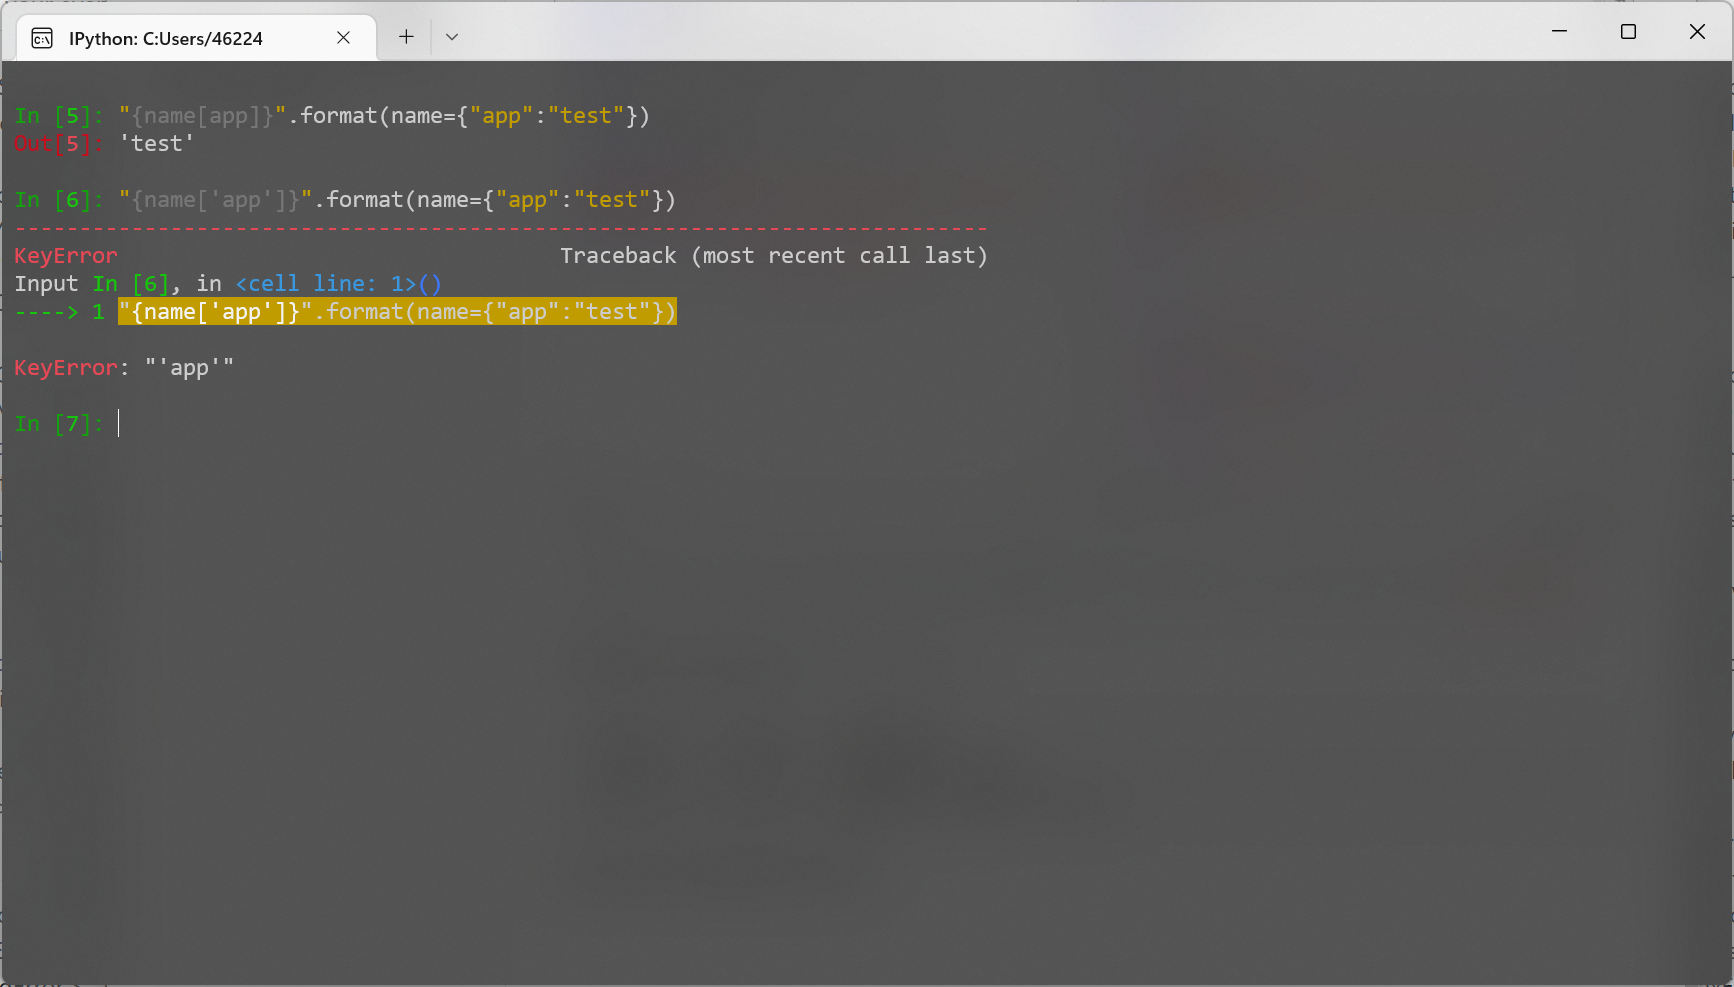 IPython: C:Users/46224
In [5]: "{name[app]}".format(name={"app":"test"})
Out[5]: 'test'
In [6]: "{name['app']}".format(name={"app":"test"})
---------------------------------------------------------------------------
KeyError                                  Traceback (most recent call last)
Input In [6], in <cell line: 1>()
----> 1 "{name['app']}".format(name={"app":"test"})
KeyError: "'app'"
In [7]: